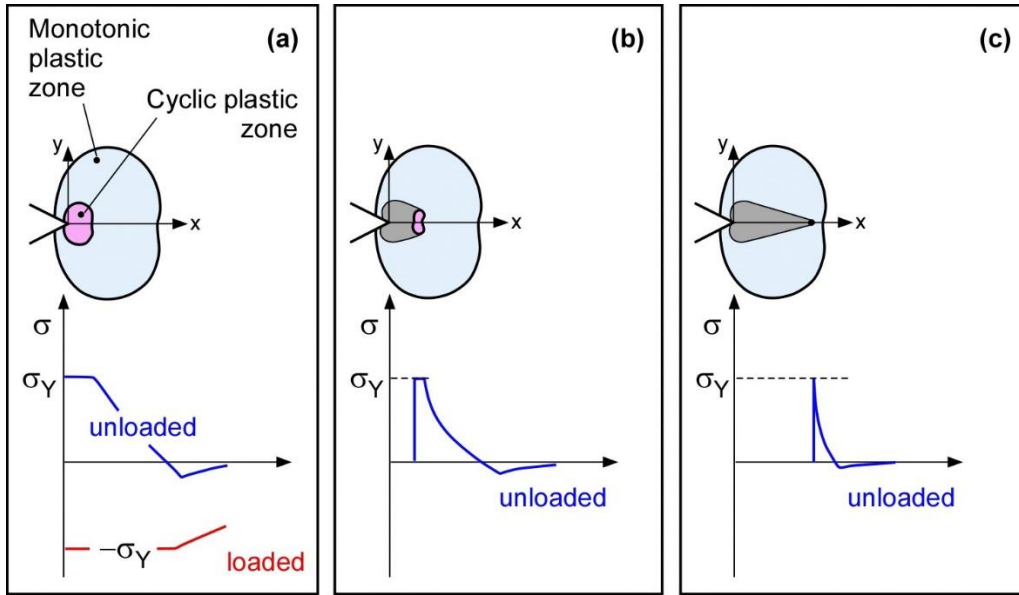 (a)
Monotonic
plastic
zone
Cyclic plastic
zone
y
x
σ
σY
unloaded
−σY
loaded
(b)
y
x
σ
σY
unloaded
(c)
y
x
σ
σY
unloaded